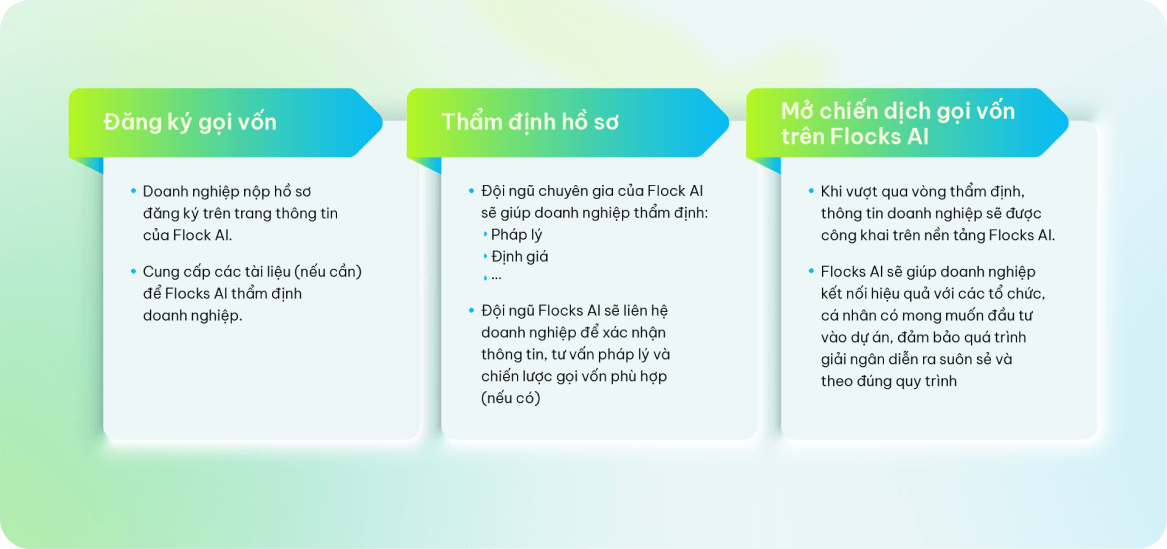 Đăng ký gọi vốn
• Doanh nghiệp nộp hồ sơ
đăng ký trên trang thông tin
của Flock AI.
• Cung cấp các tài liệu (nếu cần)
để Flocks AI thẩm định
doanh nghiệp.
Thẩm định hồ sơ
• Đội ngũ chuyên gia của Flock AI
sẽ giúp doanh nghiệp thẩm định:
Pháp lý
Định giá
...
• Đội ngũ Flocks AI sẽ liên hệ
doanh nghiệp để xác nhận
thông tin, tư vấn pháp lý và
chiến lược gọi vốn phù hợp
(nếu có)
Mở chiến dịch gọi vốn
trên Flocks AI
• Khi vượt qua vòng thẩm định,
thông tin doanh nghiệp sẽ được
công khai trên nền tảng Flocks AI.
• Flocks AI sẽ giúp doanh nghiệp
kết nối hiệu quả với các tổ chức,
cá nhân có mong muốn đầu tư
vào dự án, đảm bảo quá trình
giải ngân diễn ra suôn sẻ và
theo đúng quy trình